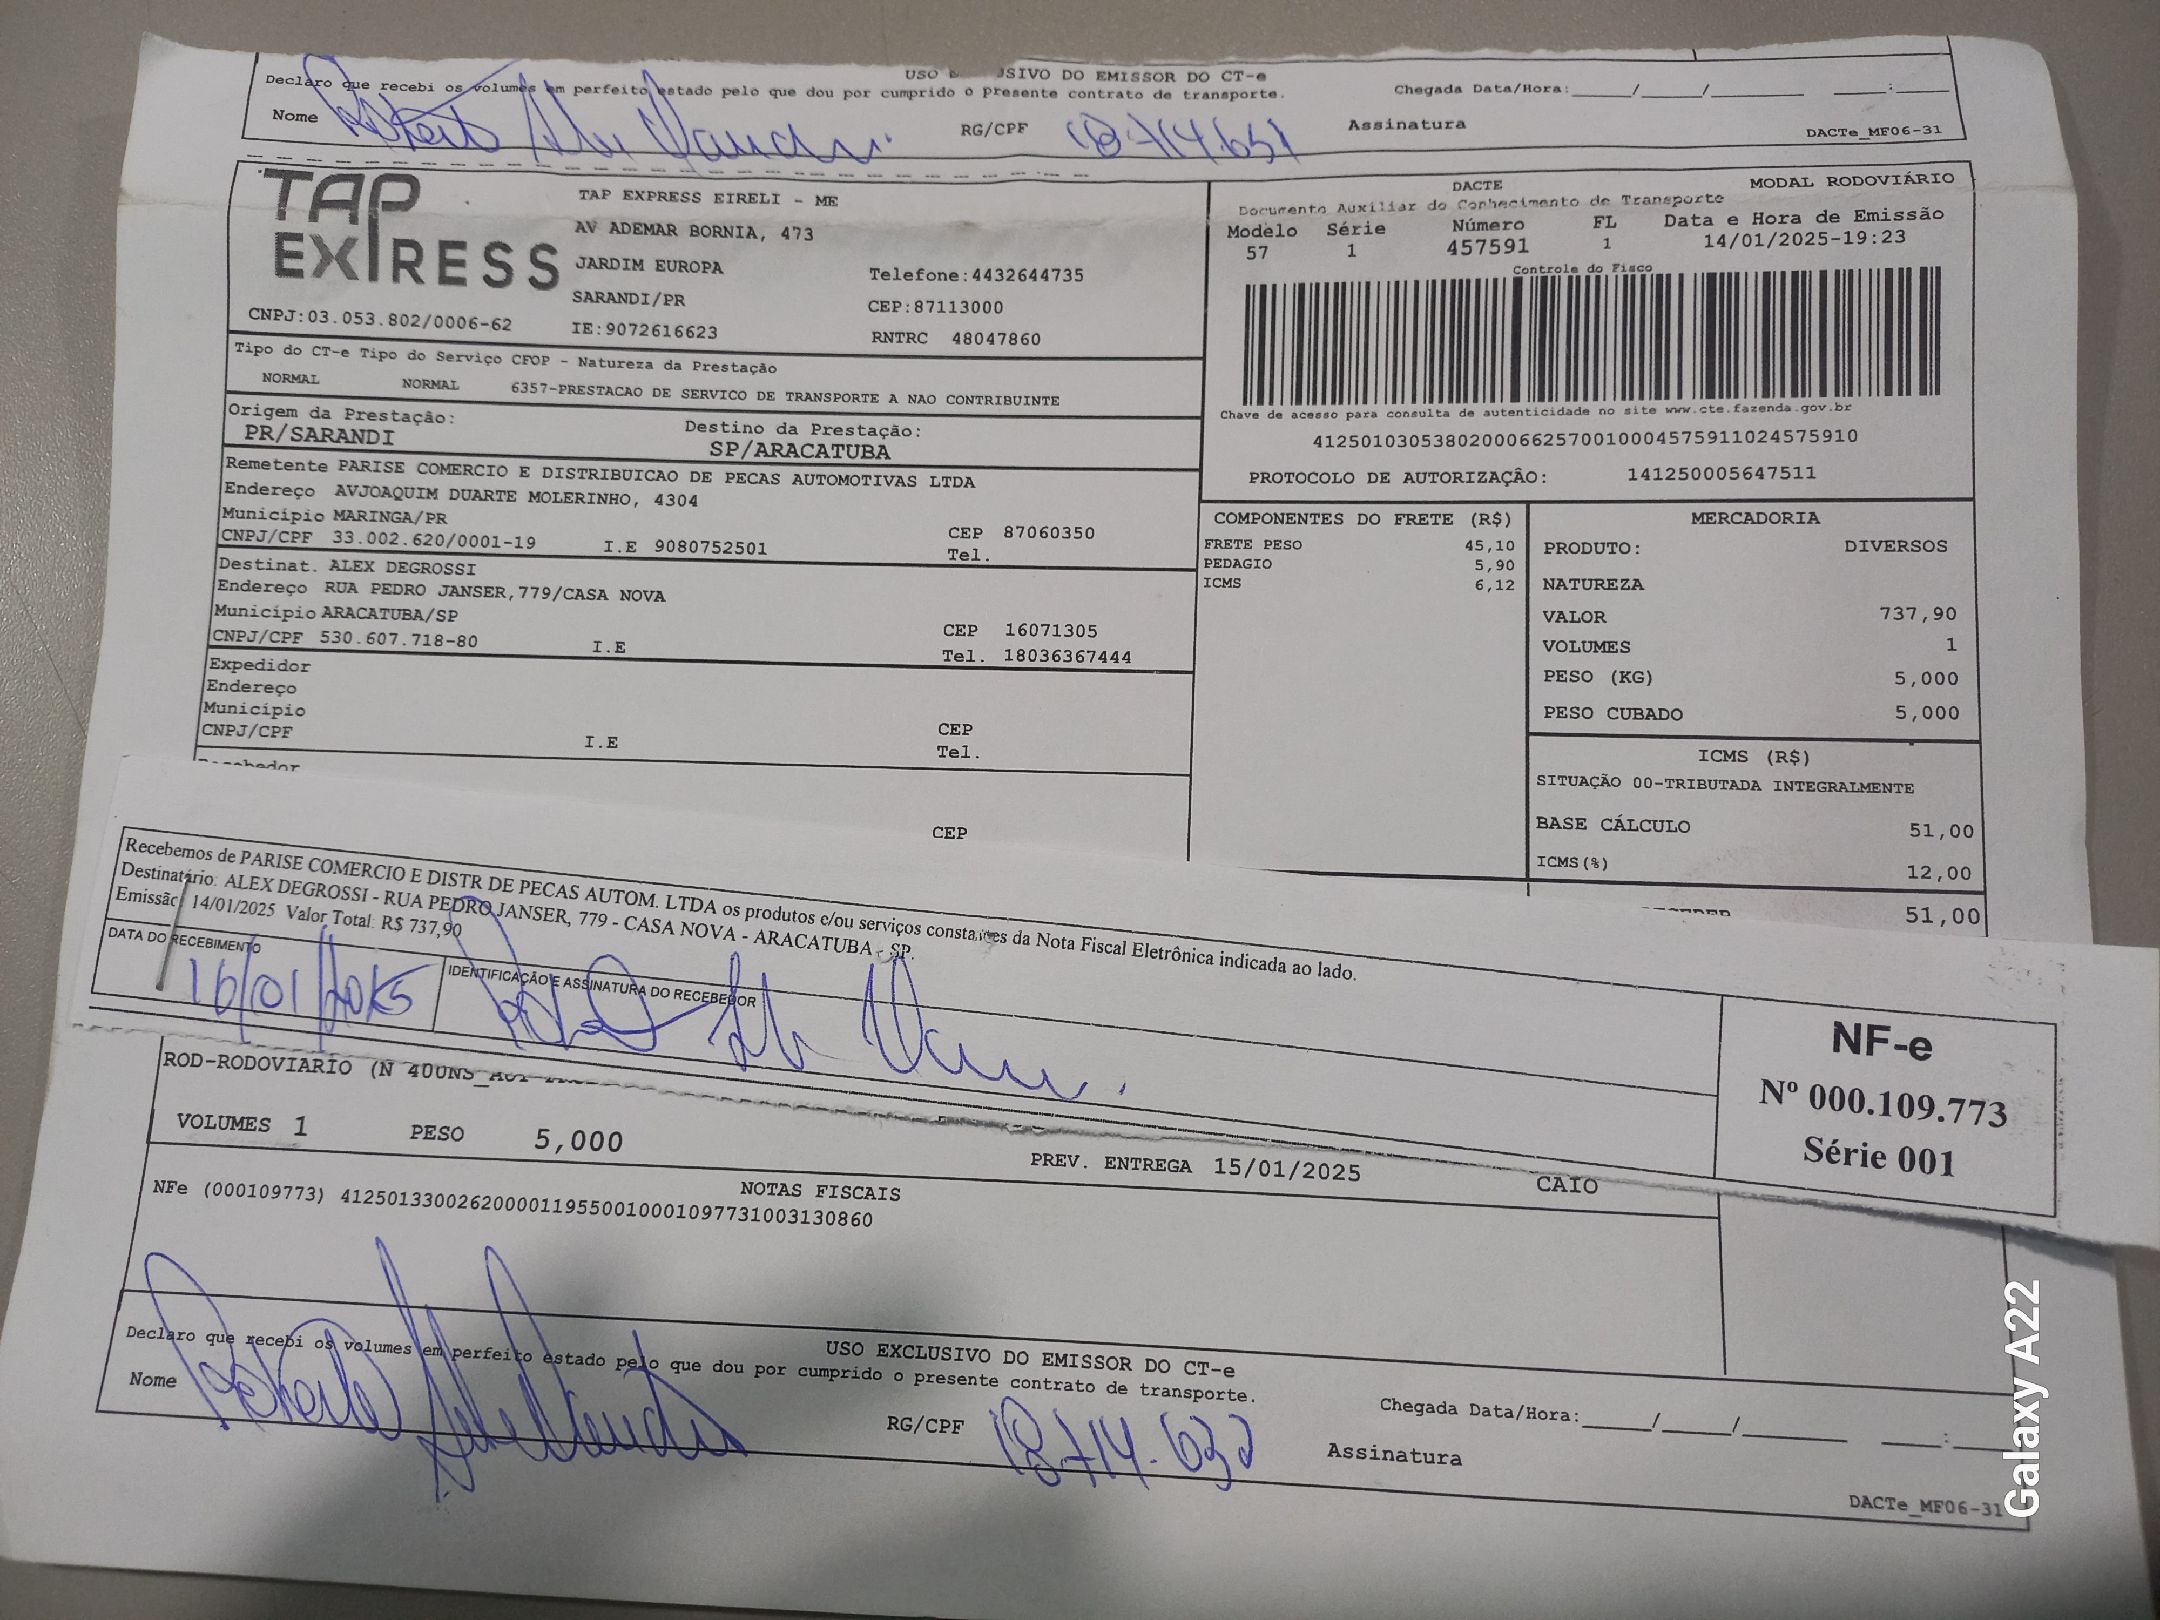 USO SIVO DO EMISSOR DO CT-e
Declaro que recebi os volumes em perfeito estado pelo que dou por cumprido o presente contrato de transporte.
Chegada Data/Hora:_____/_____/________ _____:_____
Nome RG/CPF Assinatura
DACTe_MF06-31
TAP EXPRESS
TAP EXPRESS EIRELI - ME
AV ADEMAR BORNIA, 473
JARDIM EUROPA Telefone:4432644735
SARANDI/PR CEP:87113000
CNPJ:03.053.802/0006-62 IE:9072616623 RNTRC 48047860
DACTE MODAL RODOVIÁRIO
Documento Auxiliar do Conhecimento de Transporte
Modelo Série Número FL Data e Hora de Emissão
57 1 457591 1 14/01/2025-19:23
Controle do Fisco
Chave de acesso para consulta de autenticidade no site www.cte.fazenda.gov.br
41250103053802000662570010004575911024575910
PROTOCOLO DE AUTORIZAÇÃO: 141250005647511
Tipo do CT-e Tipo do Serviço CFOP - Natureza da Prestação
NORMAL NORMAL 6357-PRESTACAO DE SERVICO DE TRANSPORTE A NAO CONTRIBUINTE
Origem da Prestação: Destino da Prestação:
PR/SARANDI SP/ARACATUBA
Remetente PARISE COMERCIO E DISTRIBUICAO DE PECAS AUTOMOTIVAS LTDA
Endereço AVJOAQUIM DUARTE MOLERINHO, 4304
Município MARINGA/PR CEP 87060350
CNPJ/CPF 33.002.620/0001-19 I.E 9080752501 Tel.
Destinat. ALEX DEGROSSI
Endereço RUA PEDRO JANSER,779/CASA NOVA
Município ARACATUBA/SP CEP 16071305
CNPJ/CPF 530.607.718-80 I.E Tel. 18036367444
Expedidor
Endereço
Município CEP
CNPJ/CPF I.E Tel.
CEP
COMPONENTES DO FRETE (R$)
FRETE PESO 45,10
PEDAGIO 5,90
ICMS 6,12
MERCADORIA
PRODUTO: DIVERSOS
NATUREZA
VALOR 737,90
VOLUMES 1
PESO (KG) 5,000
PESO CUBADO 5,000
ICMS (R$)
SITUAÇÃO 00-TRIBUTADA INTEGRALMENTE
BASE CÁLCULO 51,00
ICMS(%) 12,00
51,00
Recebemos de PARISE COMERCIO E DISTR DE PECAS AUTOM. LTDA os produtos e/ou serviços constantes da Nota Fiscal Eletrônica indicada ao lado.
Destinatário: ALEX DEGROSSI - RUA PEDRO JANSER, 779 - CASA NOVA - ARACATUBA - SP.
Emissão: 14/01/2025 Valor Total: R$ 737,90
DATA DO RECEBIMENTO IDENTIFICAÇÃO E ASSINATURA DO RECEBEDOR
16/01/2025
NF-e
Nº 000.109.773
Série 001
ROD-RODOVIARIO (N
VOLUMES 1 PESO 5,000 PREV. ENTREGA 15/01/2025 CAIO
NOTAS FISCAIS
NFe (000109773) 41250133002620000119550010001097731003130860
USO EXCLUSIVO DO EMISSOR DO CT-e
Declaro que recebi os volumes em perfeito estado pelo que dou por cumprido o presente contrato de transporte.
Chegada Data/Hora:_____/_____/________ _____:_____
Nome RG/CPF Assinatura
DACTe_MF06-31
Galaxy A22